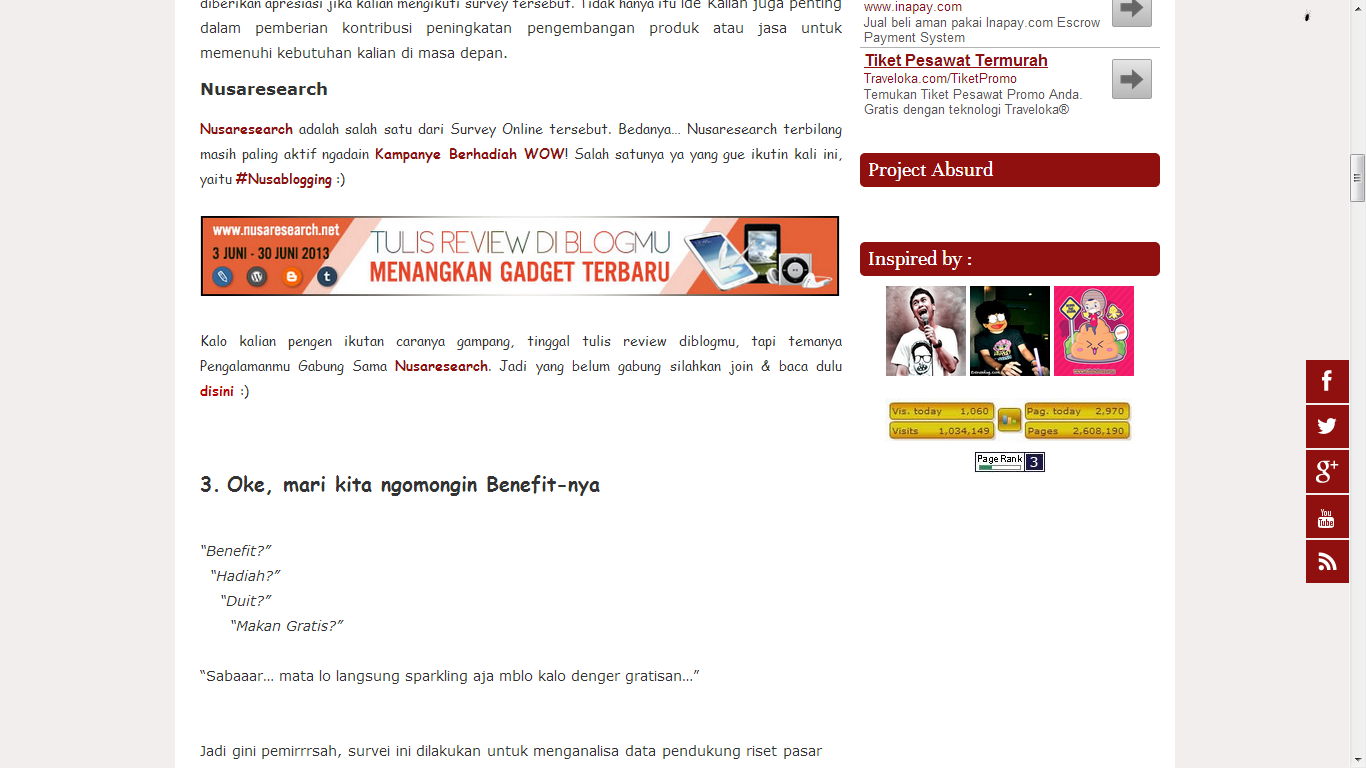 diberikan apresiasi jika kalian mengikuti survey tersebut. Tidak hanya itu Ide Kalian juga penting
dalam pemberian kontribusi peningkatan pengembangan produk atau jasa untuk
memenuhi kebutuhan kalian di masa depan.
Nusaresearch
Nusaresearch adalah salah satu dari Survey Online tersebut. Bedanya... Nusaresearch terbilang
masih paling aktif ngadain Kampanye Berhadiah WOW! Salah satunya ya yang gue ikutin kali ini,
yaitu #Nusablogging :)
www.nusaresearch.net
3 JUNI - 30 JUNI 2013
TULIS REVIEW DI BLOGMU
MENANGKAN GADGET TERBARU
Kalo kalian pengen ikutan caranya gampang, tinggal tulis review diblogmu, tapi temanya
Pengalamanmu Gabung Sama Nusaresearch. Jadi yang belum gabung silahkan join & baca dulu
disini :)
3. Oke, mari kita ngomongin Benefit-nya
“Benefit?”
“Hadiah?”
“Duit?”
“Makan Gratis?”
“Sabaaar... mata lo langsung sparkling aja mblo kalo denger gratisan...”
Jadi gini pemirrrsah, survei ini dilakukan untuk menganalisa data pendukung riset pasar
www.inapay.com
Jual beli aman pakai Inapay.com Escrow
Payment System
Tiket Pesawat Termurah
Traveloka.com/TiketPromo
Temukan Tiket Pesawat Promo Anda.
Gratis dengan teknologi Traveloka®
Project Absurd
Inspired by :
Vis. today 1,060
Pag. today 2,970
Visits 1,034,149
Pages 2,608,190
Page Rank 3
You
Tube